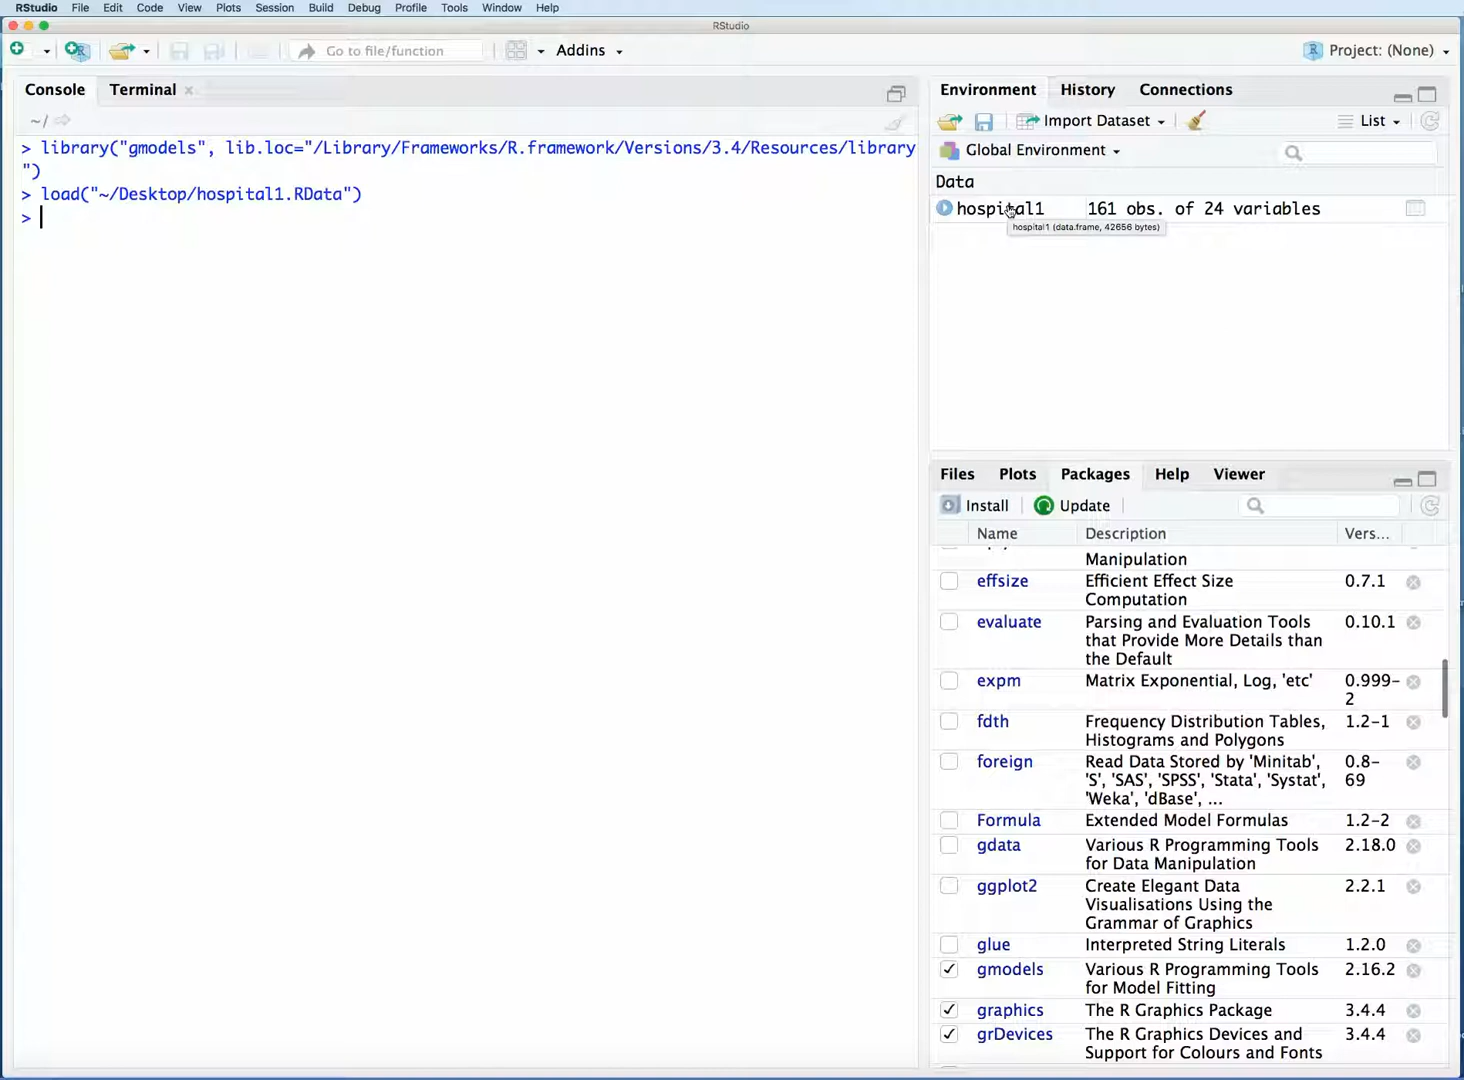 RStudio File Edit Code View Plots Session Build Debug Profile Tools Window Help
RStudio
Go to file/function Addins Project: (None)
Console Terminal
~/
> library("gmodels", lib.loc="/Library/Frameworks/R.framework/Versions/3.4/Resources/library
")
> load("~/Desktop/hospital1.RData")
>
Environment History Connections
Import Dataset List
Global Environment
Data
hospital1 161 obs. of 24 variables
hospital1 (data.frame, 42656 bytes)
Files Plots Packages Help Viewer
Install Update
Name Description Vers...
Manipulation
effsize Efficient Effect Size 0.7.1
Computation
evaluate Parsing and Evaluation Tools 0.10.1
that Provide More Details than
the Default
expm Matrix Exponential, Log, 'etc' 0.999-
2
fdth Frequency Distribution Tables, 1.2-1
Histograms and Polygons
foreign Read Data Stored by 'Minitab', 0.8-
'S', 'SAS', 'SPSS', 'Stata', 'Systat', 69
'Weka', 'dBase', ...
Formula Extended Model Formulas 1.2-2
gdata Various R Programming Tools 2.18.0
for Data Manipulation
ggplot2 Create Elegant Data 2.2.1
Visualisations Using the
Grammar of Graphics
glue Interpreted String Literals 1.2.0
gmodels Various R Programming Tools 2.16.2
for Model Fitting
graphics The R Graphics Package 3.4.4
grDevices The R Graphics Devices and 3.4.4
Support for Colours and Fonts